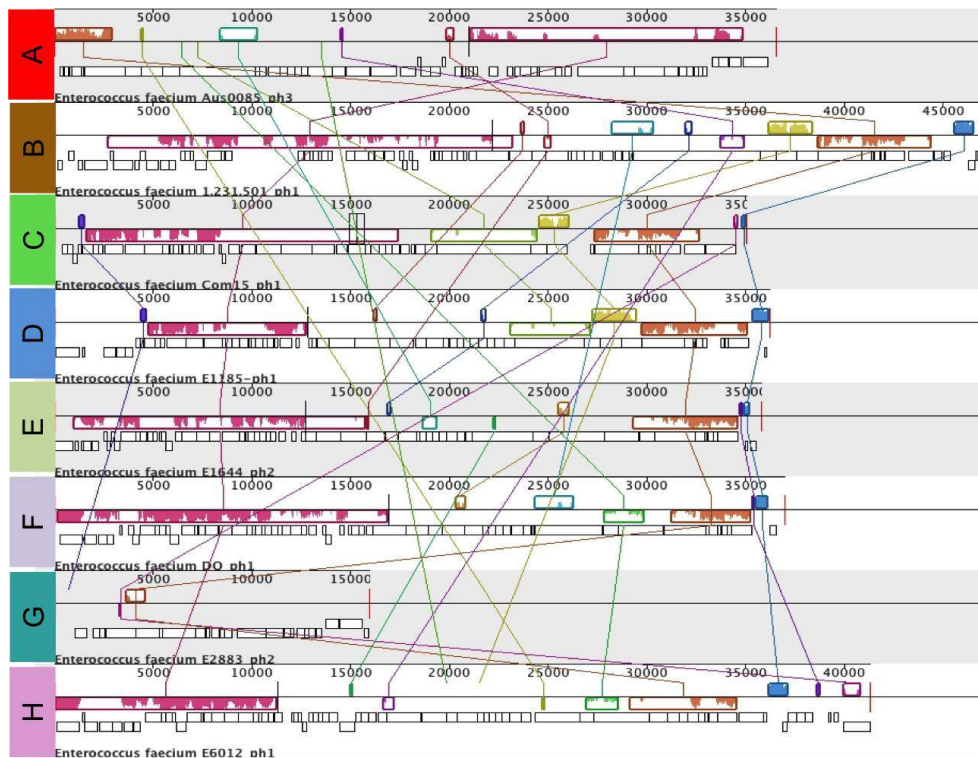 5000 10000 15000 20000 25000 30000 35000
A
Enterococcus faecium Aus0085_ph3
5000 10000 15000 20000 25000 30000 35000 40000 45000
B
Enterococcus faecium 1,231,501_ph1
5000 10000 15000 20000 25000 30000
C
Enterococcus faecium Com15_ph1
5000 10000 15000 20000 25000 30000 35000
D
Enterococcus faecium E1185-ph1
5000 10000 15000 20000 25000 30000 35000
E
Enterococcus faecium E1644_ph2
5000 10000 15000 20000 25000 30000 35000
F
Enterococcus faecium DO_ph1
5000 10000 15000
G
Enterococcus faecium E2883_ph2
5000 10000 15000 20000 25000 30000 35000 40000
H
Enterococcus faecium E6012_ph1